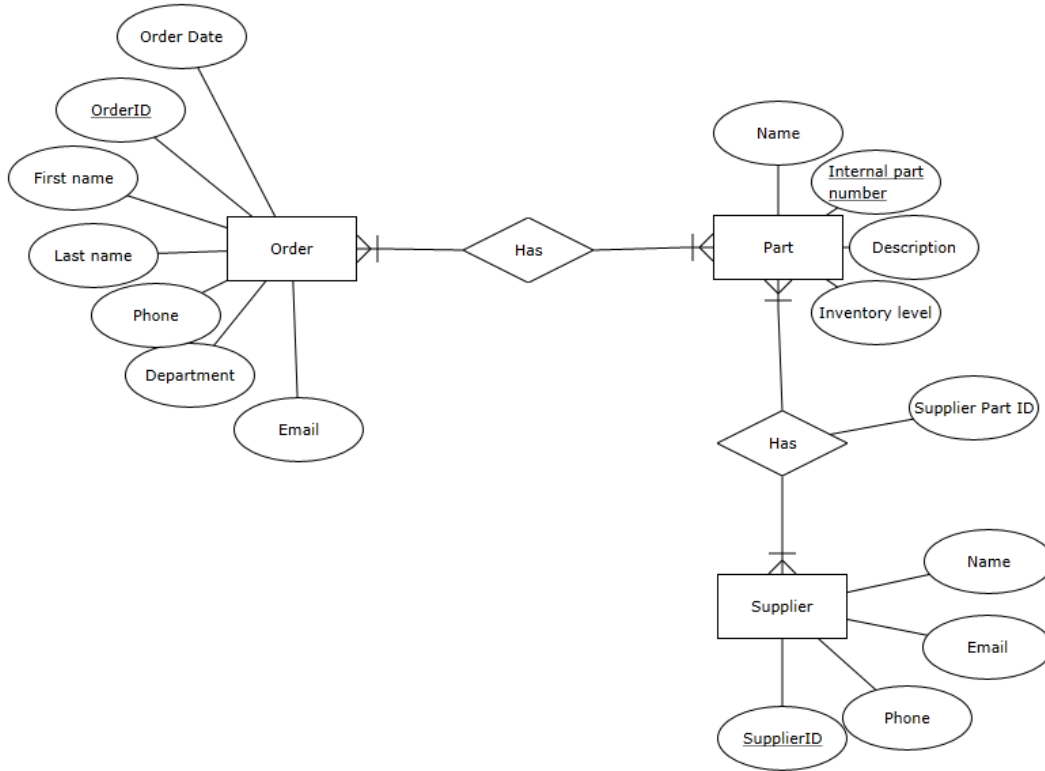 Order Date
OrderID
First name
Last name
Phone
Department
Email
Order
Has
Name
Internal part
number
Part
Description
Inventory level
Supplier Part ID
Has
Name
Supplier
Email
Phone
SupplierID